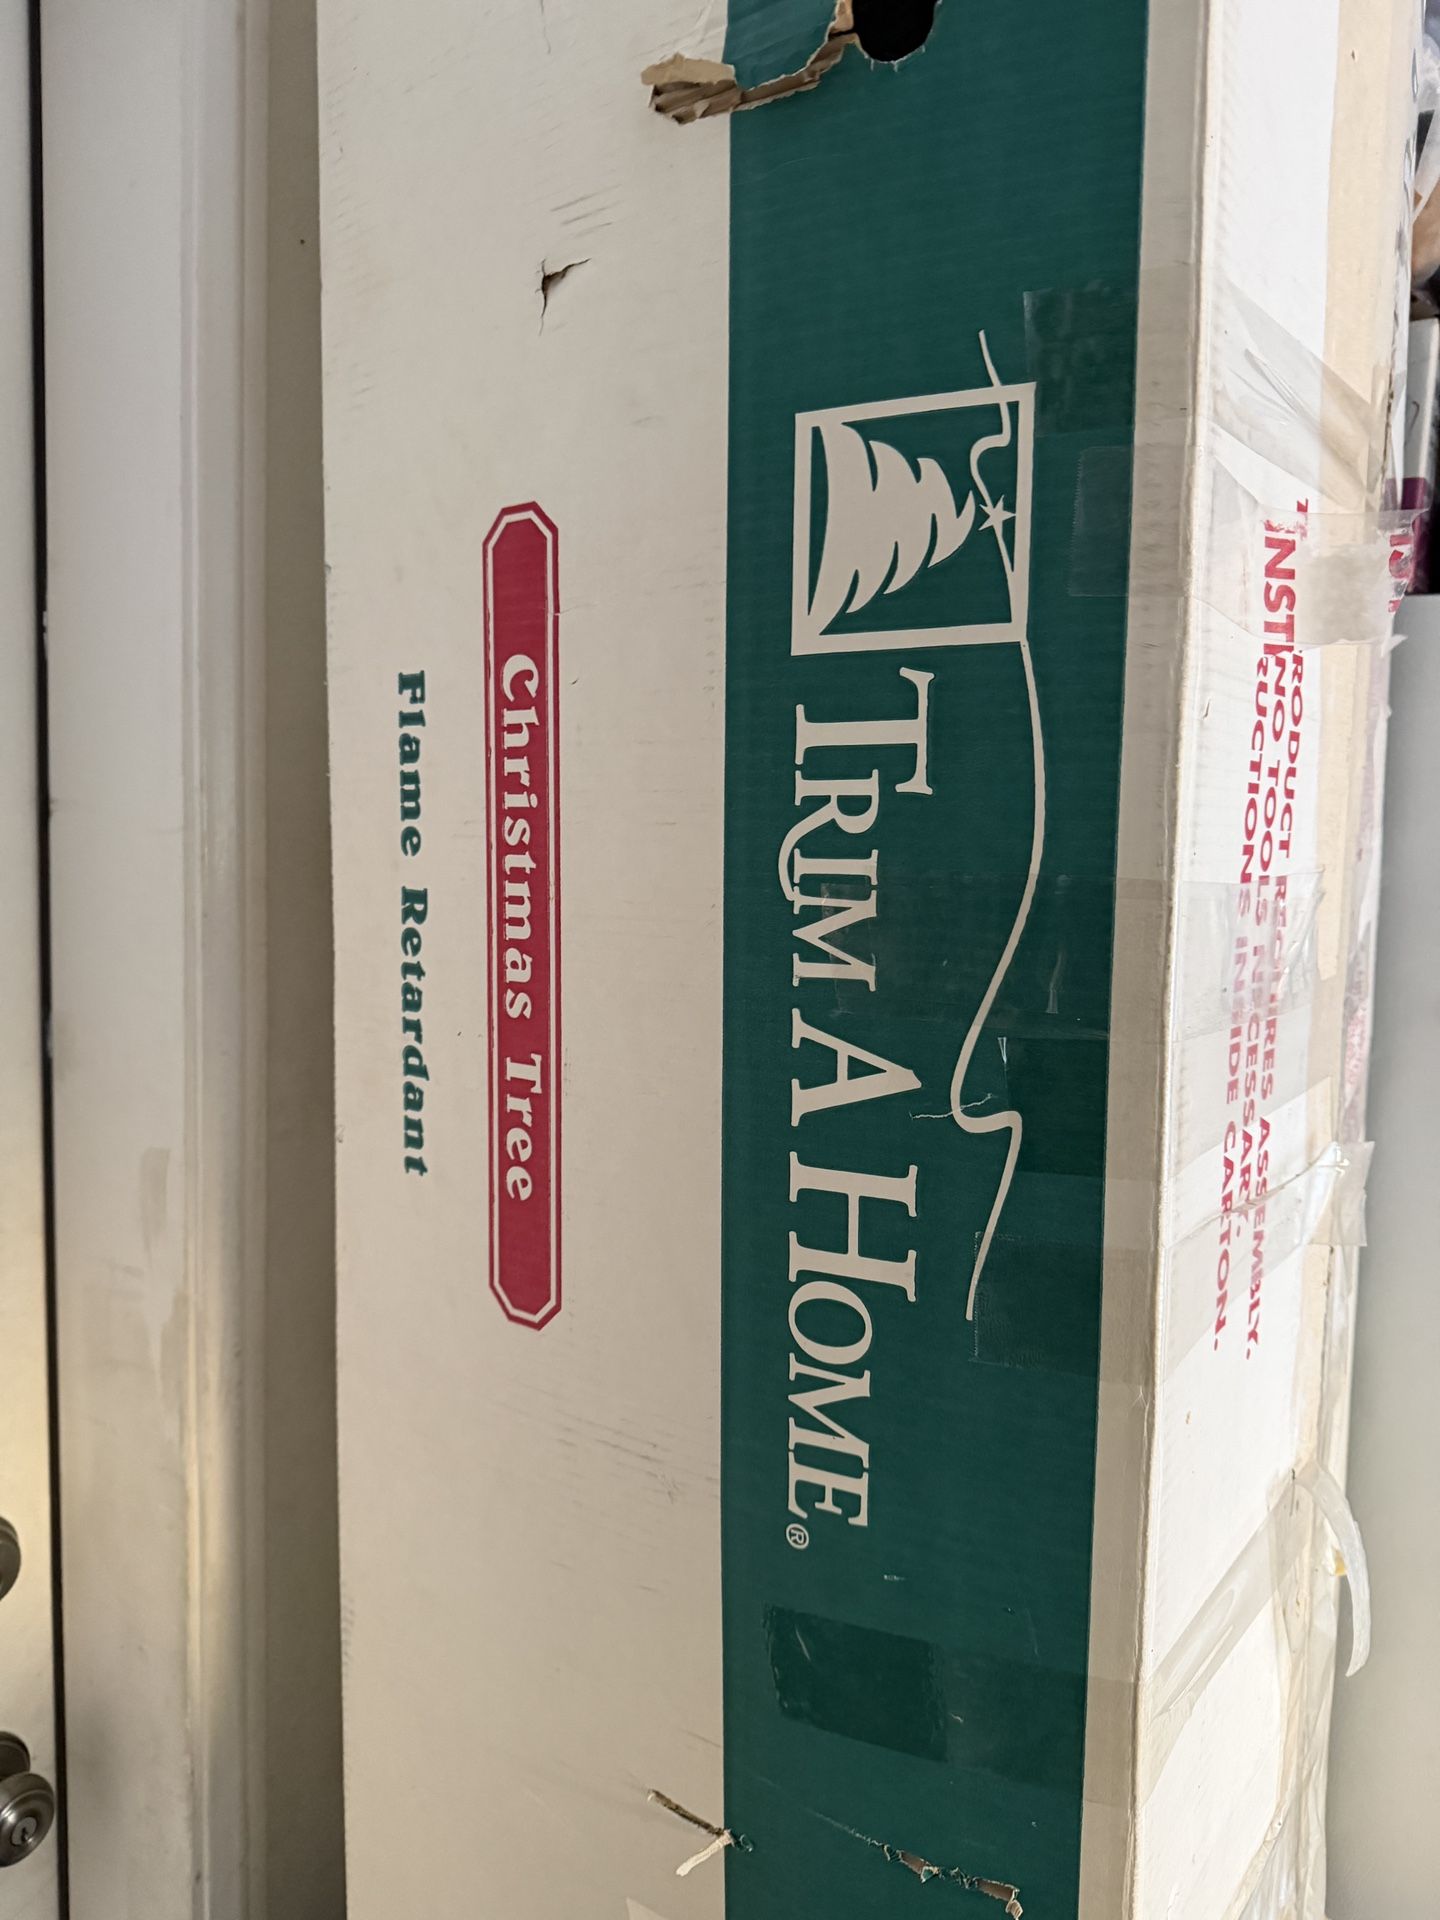 TRIM A HOME®
Christmas Tree
Flame Retardant
PRODUCT REQUIRES ASSEMBLY.
NO TOOLS NECESSARY.
INSTRUCTIONS INSIDE CARTON.